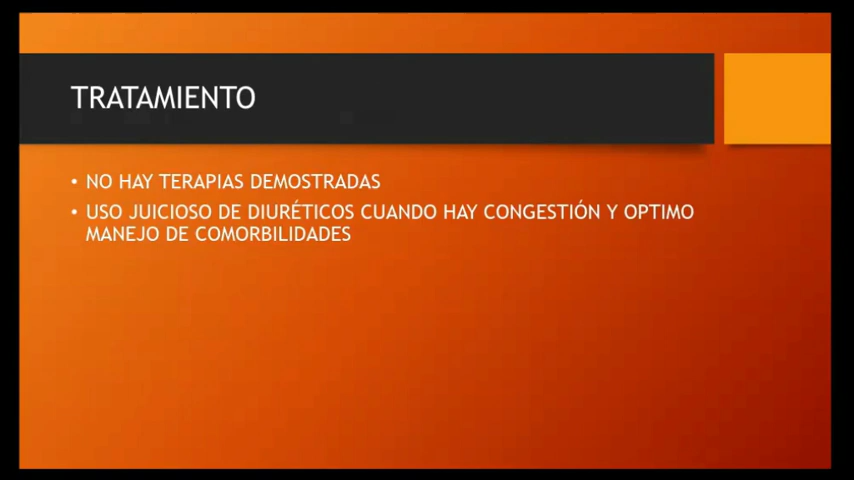 TRATAMIENTO
• NO HAY TERAPIAS DEMOSTRADAS
• USO JUICIOSO DE DIURÉTICOS CUANDO HAY CONGESTIÓN Y OPTIMO
MANEJO DE COMORBILIDADES